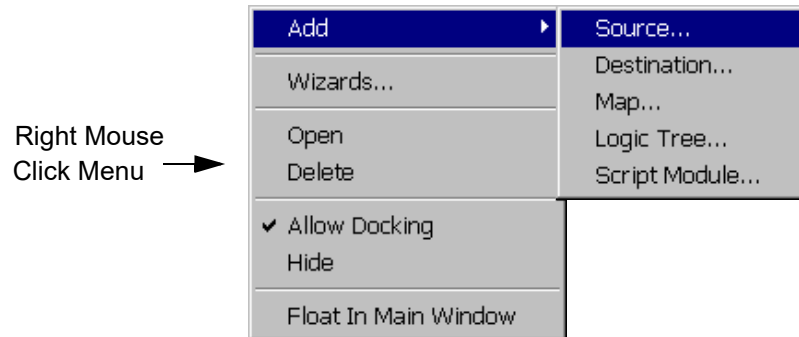 Right Mouse
Click Menu
Add
Wizards...
Open
Delete
Allow Docking
Hide
Float In Main Window
Source...
Destination...
Map...
Logic Tree...
Script Module...